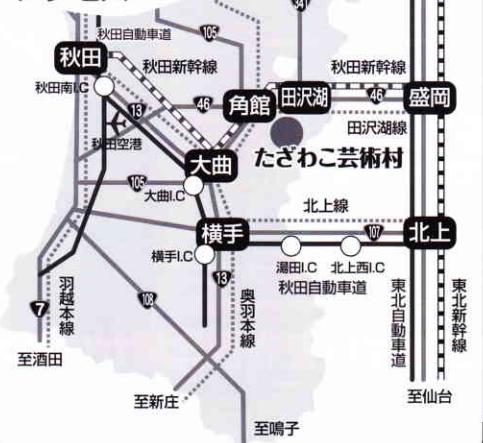 341
秋田自動車道
105
秋田
秋田新幹線
秋田新幹線
秋田南I.C
13
46
角館
田沢湖
46
盛岡
秋田空港
田沢湖線
大曲
たざわこ芸術村
105
大曲I.C
北上線
横手
107
北上
横手I.C
湯田I.C
北上西I.C
秋田自動車道
13
羽越本線
奥羽本線
東北自動車道
東北新幹線
7
108
至酒田
至新庄
至仙台
至鳴子